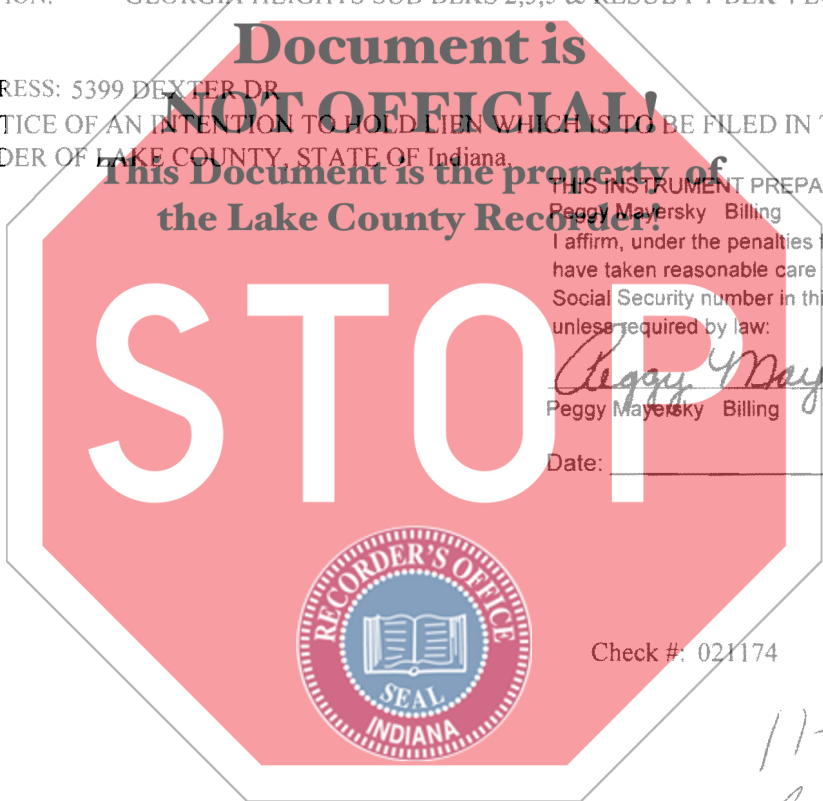 ION: GEORGIA HEIGHTS SUB BLKS 2,3,5 & RESUB PT BLK 4
Document is
RESS: 5399 DEXTER DR
NOT OFFICIAL!
TICE OF AN INTENTION TO HOLD LIEN WHICH IS TO BE FILED IN
DER OF LAKE COUNTY, STATE OF Indiana,
This Document is the property of
THIS INSTRUMENT PREPA
the Lake County Recorder!
Peggy Mayersky Billing
I affirm, under the penalties f
have taken reasonable care
Social Security number in thi
unless required by law:
STOP
Peggy May
Peggy Mayersky Billing
Date:
RECORDER'S OFFICE
SEAL
INDIANA
Check #: 021174